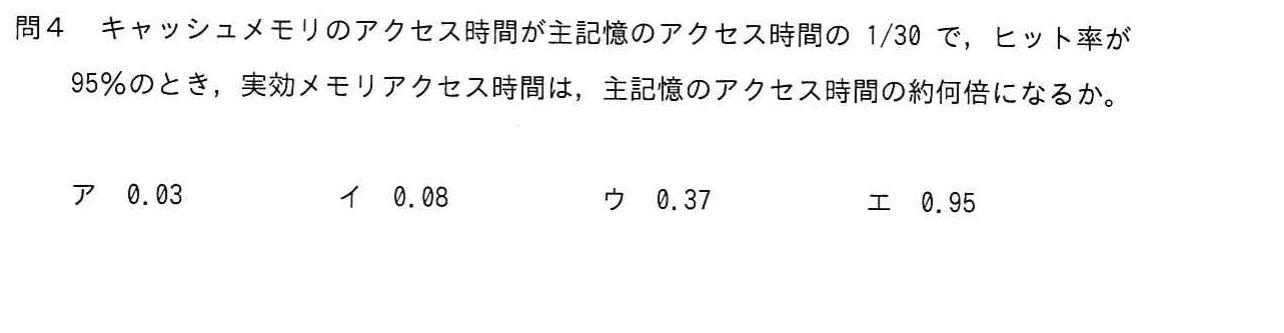 問４　キャッシュメモリのアクセス時間が主記憶のアクセス時間の 1/30 で，ヒット率が
95％のとき，実効メモリアクセス時間は，主記憶のアクセス時間の約何倍になるか。
ア　0.03　イ　0.08　ウ　0.37　エ　0.95